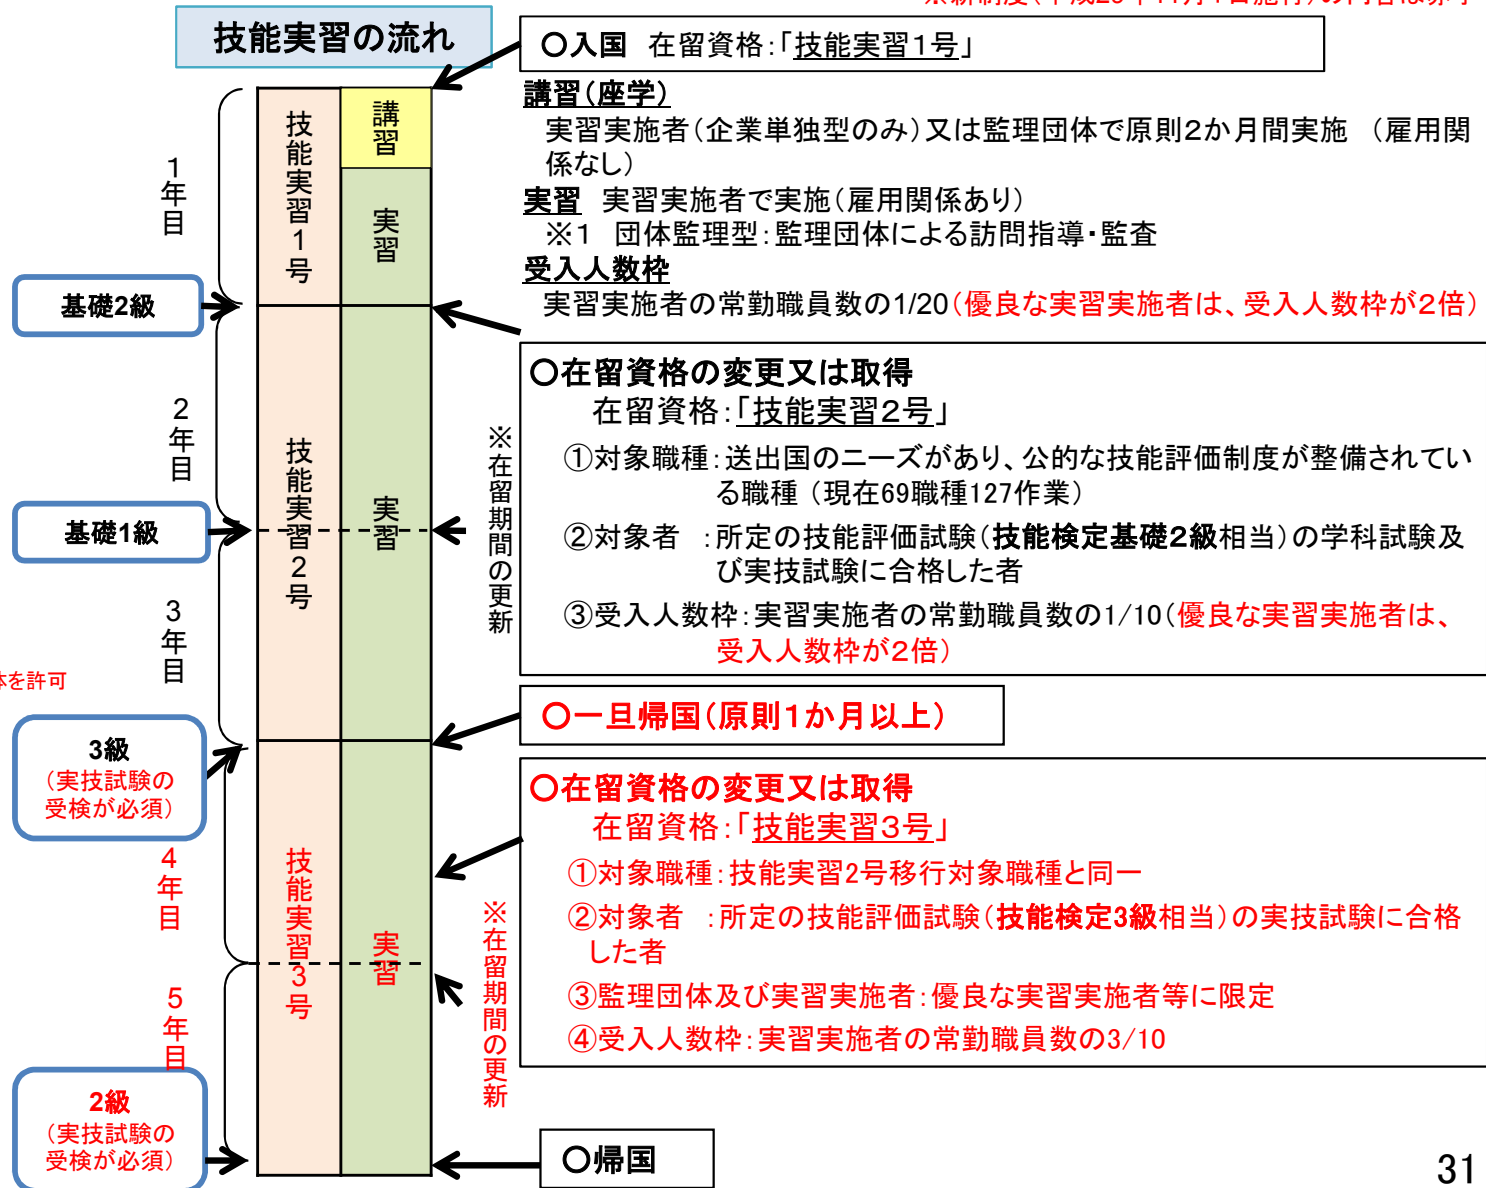 技能実習の流れ
○入国　在留資格：「技能実習１号」
講習（座学）
実習実施者（企業単独型のみ）又は監理団体で原則２か月間実施　（雇用関
係なし）
実習　実習実施者で実施（雇用関係あり）
※１　団体監理型：監理団体による訪問指導・監査
受入人数枠
実習実施者の常勤職員数の1/20（優良な実習実施者は、受入人数枠が２倍）
１年目
技能実習１号
講習
実習
基礎2級
○在留資格の変更又は取得
在留資格：「技能実習２号」
①対象職種：送出国のニーズがあり、公的な技能評価制度が整備されてい
る職種（現在69職種127作業）
②対象者　：所定の技能評価試験（技能検定基礎２級相当）の学科試験及
び実技試験に合格した者
③受入人数枠：実習実施者の常勤職員数の1/10（優良な実習実施者は、
受入人数枠が２倍）
２年目
技能実習２号
実習
※在留期間の更新
基礎1級
３年目
体を許可
○一旦帰国（原則１か月以上）
3級
（実技試験の
受検が必須）
○在留資格の変更又は取得
在留資格：「技能実習３号」
①対象職種：技能実習2号移行対象職種と同一
②対象者　：所定の技能評価試験（技能検定3級相当）の実技試験に合格
した者
③監理団体及び実習実施者：優良な実習実施者等に限定
④受入人数枠：実習実施者の常勤職員数の3/10
４年目
技能実習３号
実習
※在留期間の更新
５年目
2級
（実技試験の
受検が必須）
○帰国
31